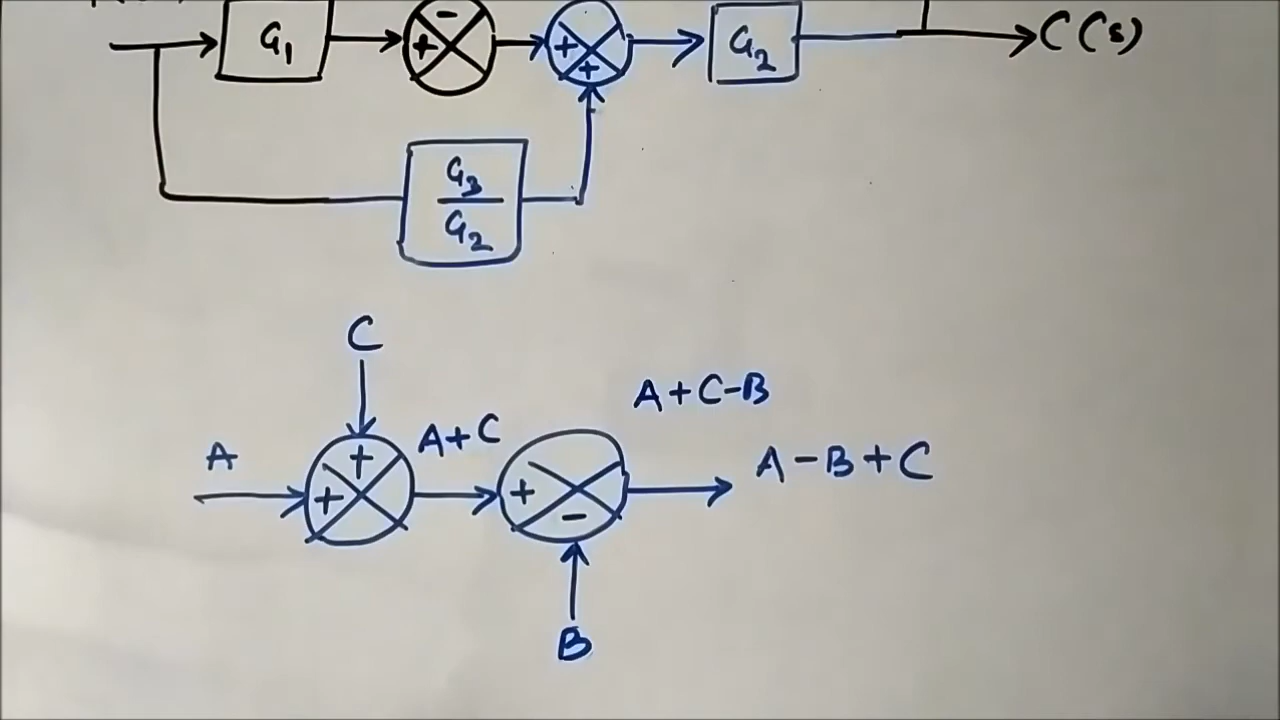 G1 + - + + G2 C(s)
G3
G2
C
A + + A+C + - A+C-B
A-B+C
B